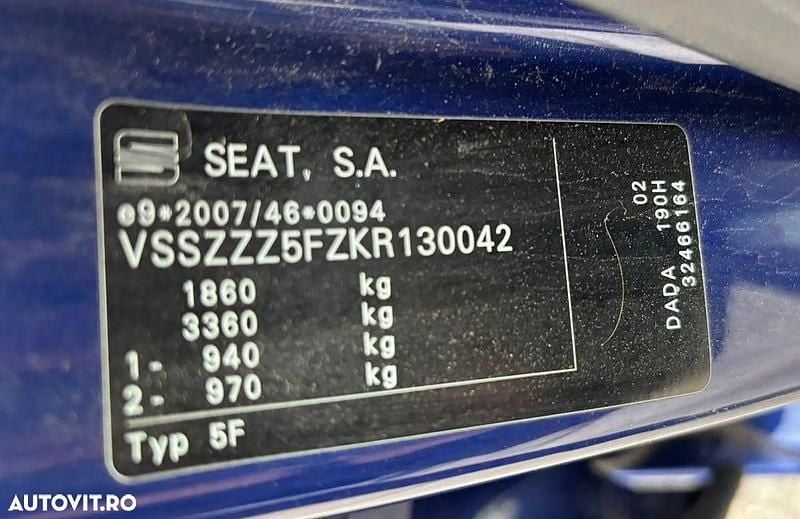 SEAT, S.A.
e9*2007/46*0094
VSSZZZ5FZKR130042
1860 kg
3360 kg
1- 940 kg
2- 970 kg
Typ 5F
02
DADA 190H
32466164
AUTOVIT.RO